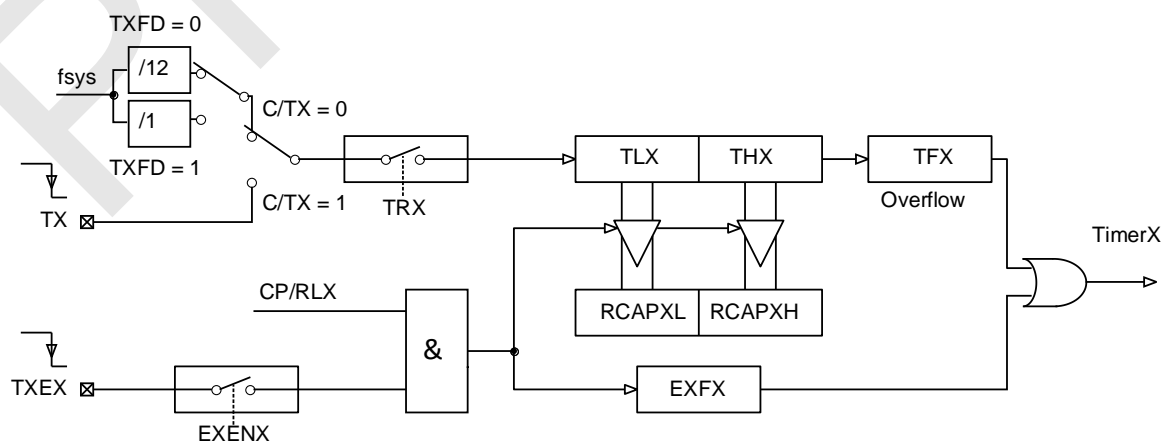 TXFD = 0
/12
fsys
C/TX = 0
/1
TXFD = 1
TX
C/TX = 1
TRX
TLX THX
TFX
Overflow
TimerX
CP/RLX
RCAPXL RCAPXH
&
TXEX
EXENX
EXFX